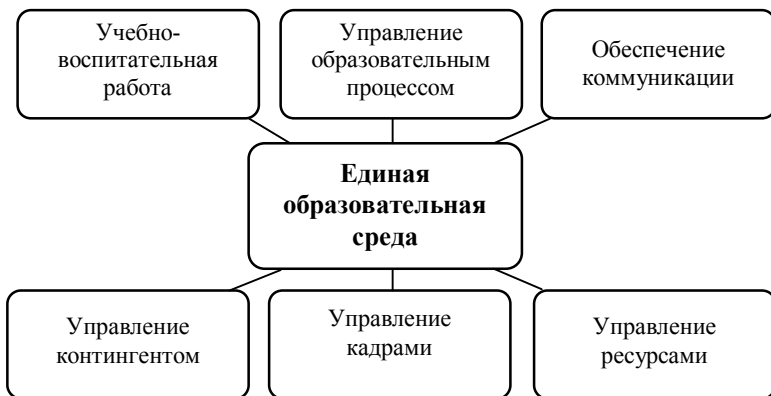 Учебно-
воспитательная
работа
Управление
образовательным
процессом
Обеспечение
коммуникации
Единая
образовательная
среда
Управление
контингентом
Управление
кадрами
Управление
ресурсами